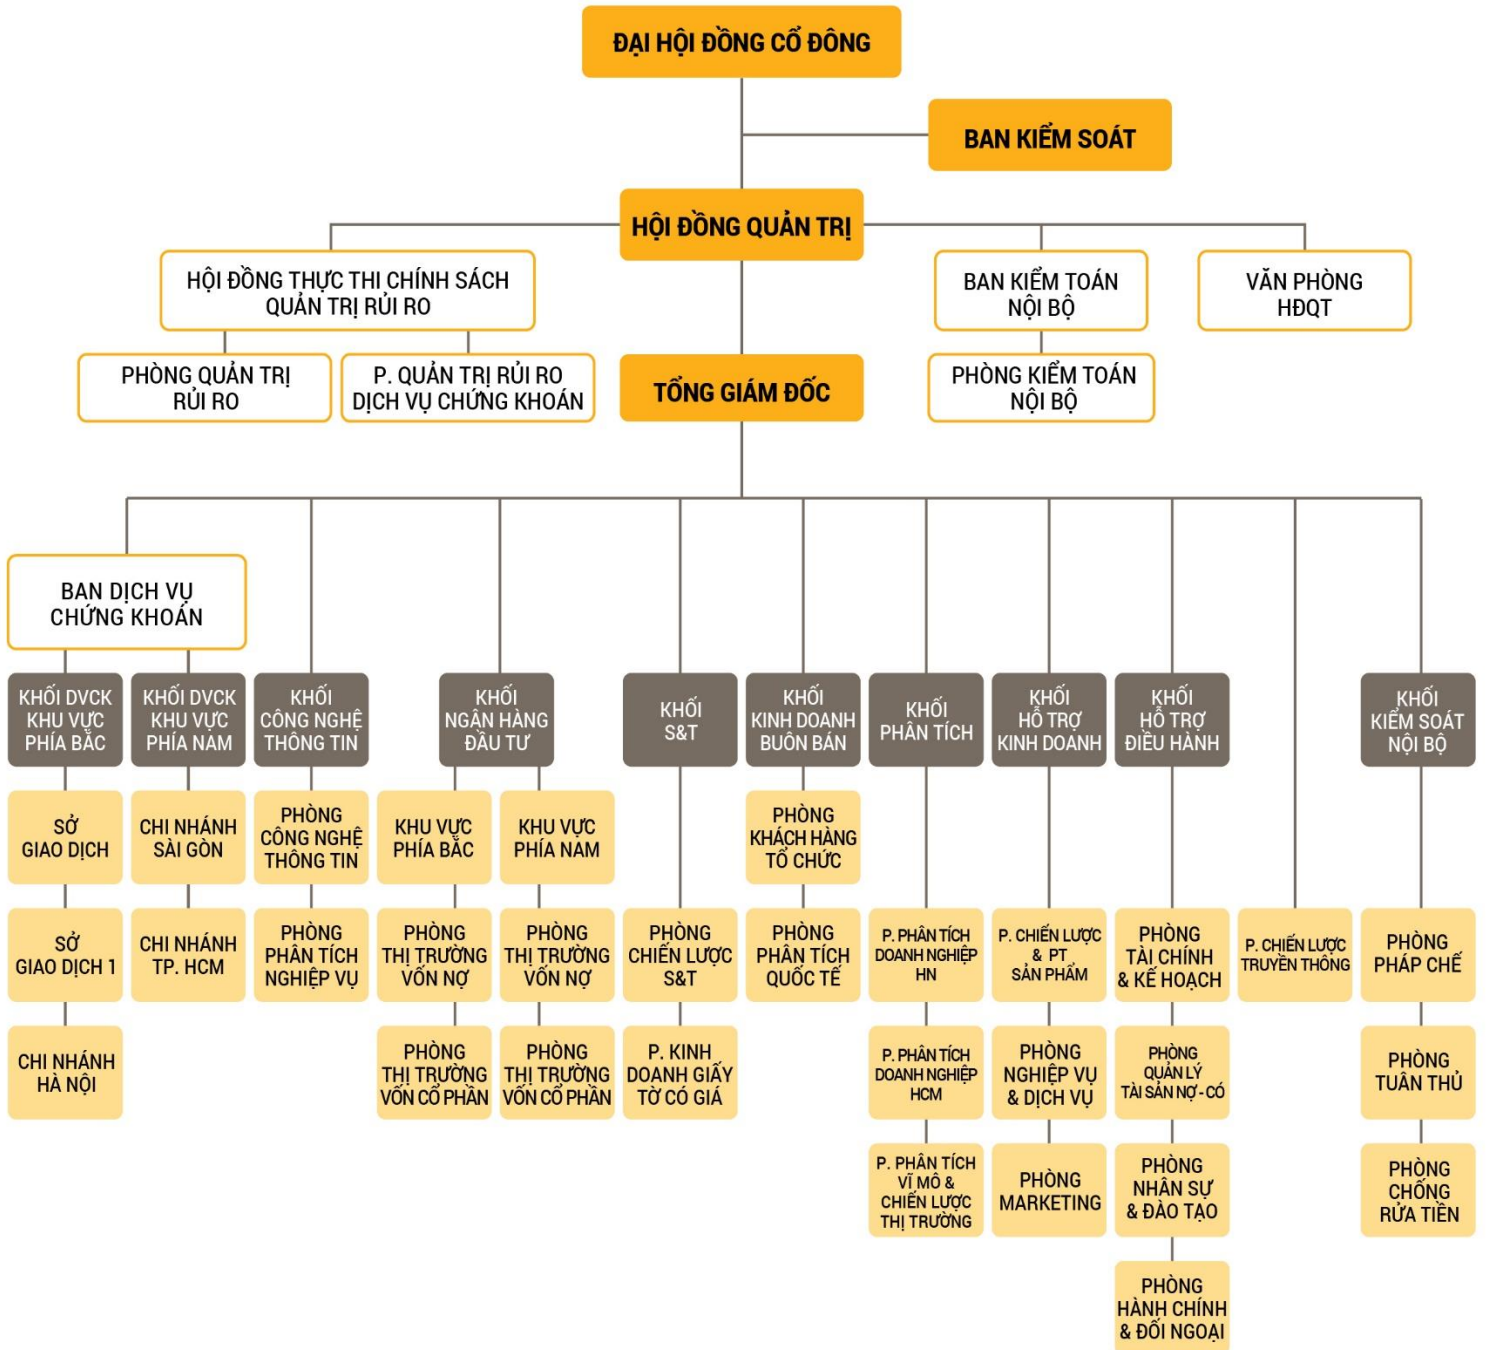 ĐẠI HỘI ĐỒNG CỔ ĐÔNG
BAN KIỂM SOÁT
HỘI ĐỒNG QUẢN TRỊ
HỘI ĐỒNG THỰC THI CHÍNH SÁCH
QUẢN TRỊ RỦI RO
BAN KIỂM TOÁN
NỘI BỘ
VĂN PHÒNG
HĐQT
PHÒNG QUẢN TRỊ
RỦI RO
P. QUẢN TRỊ RỦI RO
DỊCH VỤ CHỨNG KHOÁN
TỔNG GIÁM ĐỐC
PHÒNG KIỂM TOÁN
NỘI BỘ
BAN DỊCH VỤ
CHỨNG KHOÁN
KHỐI DVCK
KHU VỰC
PHÍA BẮC
KHỐI DVCK
KHU VỰC
PHÍA NAM
KHỐI
CÔNG NGHỆ
THÔNG TIN
KHỐI
NGÂN HÀNG
ĐẦU TƯ
KHỐI
S&T
KHỐI
KINH DOANH
BUÔN BÁN
KHỐI
PHÂN TÍCH
KHỐI
HỖ TRỢ
KINH DOANH
KHỐI
HỖ TRỢ
ĐIỀU HÀNH
KHỐI
KIỂM SOÁT
NỘI BỘ
SỞ
GIAO DỊCH
CHI NHÁNH
SÀI GÒN
PHÒNG
CÔNG NGHỆ
THÔNG TIN
KHU VỰC
PHÍA BẮC
KHU VỰC
PHÍA NAM
PHÒNG
KHÁCH HÀNG
TỔ CHỨC
SỞ
GIAO DỊCH 1
CHI NHÁNH
TP. HCM
PHÒNG
PHÂN TÍCH
NGHIỆP VỤ
PHÒNG
THỊ TRƯỜNG
VỐN NỢ
PHÒNG
THỊ TRƯỜNG
VỐN NỢ
PHÒNG
CHIẾN LƯỢC
S&T
PHÒNG
PHÂN TÍCH
QUỐC TẾ
P. PHÂN TÍCH
DOANH NGHIỆP
HN
P. CHIẾN LƯỢC
& PT
SẢN PHẨM
PHÒNG
TÀI CHÍNH
& KẾ HOẠCH
P. CHIẾN LƯỢC
TRUYỀN THÔNG
PHÒNG
PHÁP CHẾ
CHI NHÁNH
HÀ NỘI
PHÒNG
THỊ TRƯỜNG
VỐN CỔ PHẦN
PHÒNG
THỊ TRƯỜNG
VỐN CỔ PHẦN
P. KINH
DOANH GIẤY
TỜ CÓ GIÁ
P. PHÂN TÍCH
DOANH NGHIỆP
HCM
PHÒNG
NGHIỆP VỤ
& DỊCH VỤ
PHÒNG
QUẢN LÝ
TÀI SẢN NỢ - CÓ
PHÒNG
TUÂN THỦ
P. PHÂN TÍCH
VĨ MÔ &
CHIẾN LƯỢC
THỊ TRƯỜNG
PHÒNG
MARKETING
PHÒNG
NHÂN SỰ
& ĐÀO TẠO
PHÒNG
CHỐNG
RỬA TIỀN
PHÒNG
HÀNH CHÍNH
& ĐỐI NGOẠI